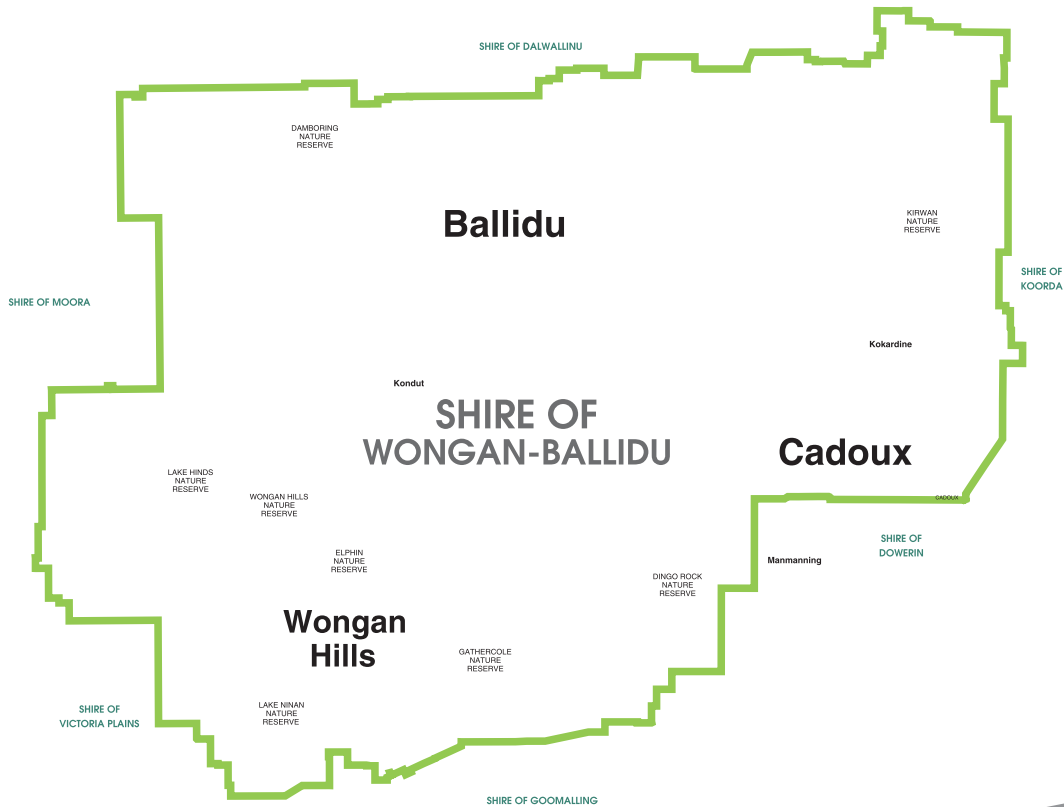 SHIRE OF DALWALLINU
DAMBORING
NATURE
RESERVE
Ballidu
KIRWAN
NATURE
RESERVE
SHIRE OF
KOORDA
SHIRE OF MOORA
Kokardine
Kondut
SHIRE OF
WONGAN-BALLIDU
Cadoux
LAKE HINDS
NATURE
RESERVE
WONGAN HILLS
NATURE
RESERVE
CADOUX
SHIRE OF
DOWERIN
ELPHIN
NATURE
RESERVE
Manmanning
DINGO ROCK
NATURE
RESERVE
Wongan
Hills
GATHERCOLE
NATURE
RESERVE
SHIRE OF
VICTORIA PLAINS
LAKE NINAN
NATURE
RESERVE
SHIRE OF GOOMALLING